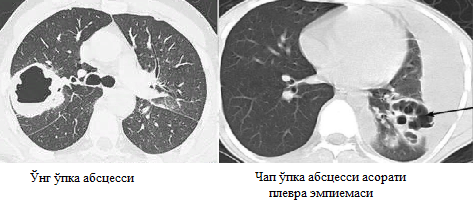 Ўнг ўпка абсцесси
Чап ўпка абсцесси асорати
плевра эмпиемаси